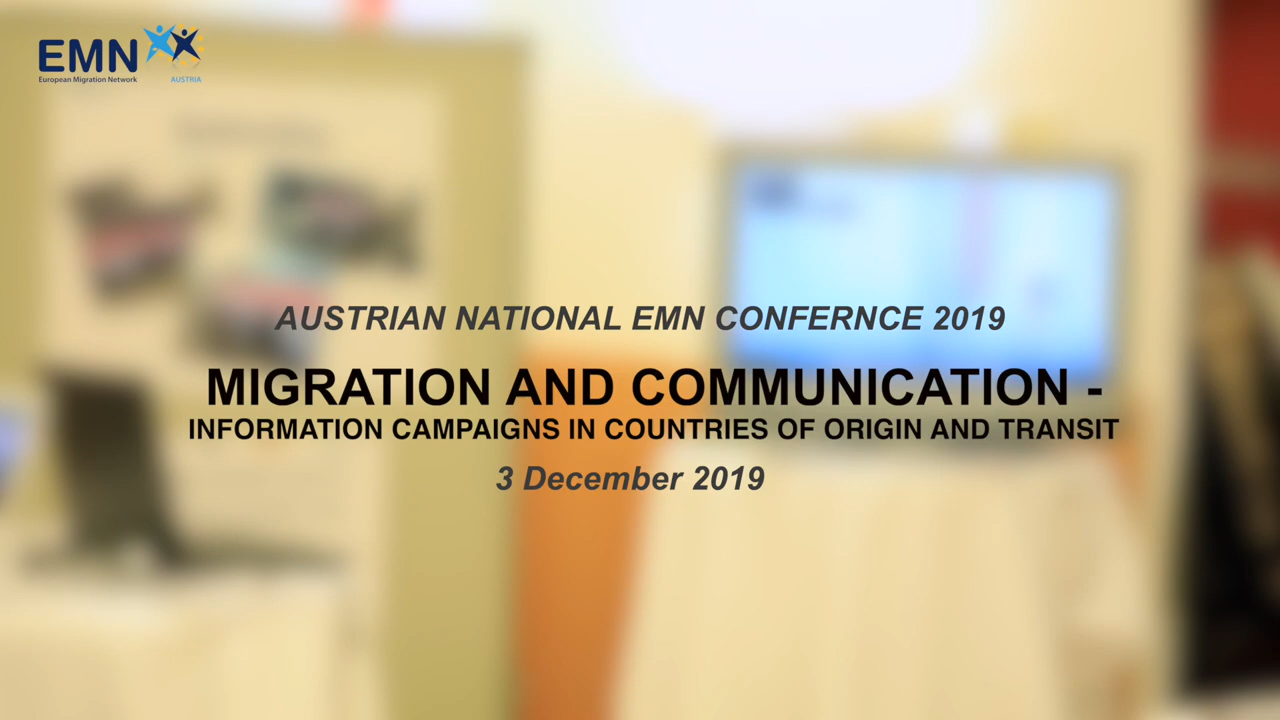 EMN
European Migration Network
AUSTRIA
AUSTRIAN NATIONAL EMN CONFERNCE 2019
MIGRATION AND COMMUNICATION -
INFORMATION CAMPAIGNS IN COUNTRIES OF ORIGIN AND TRANSIT
3 December 2019